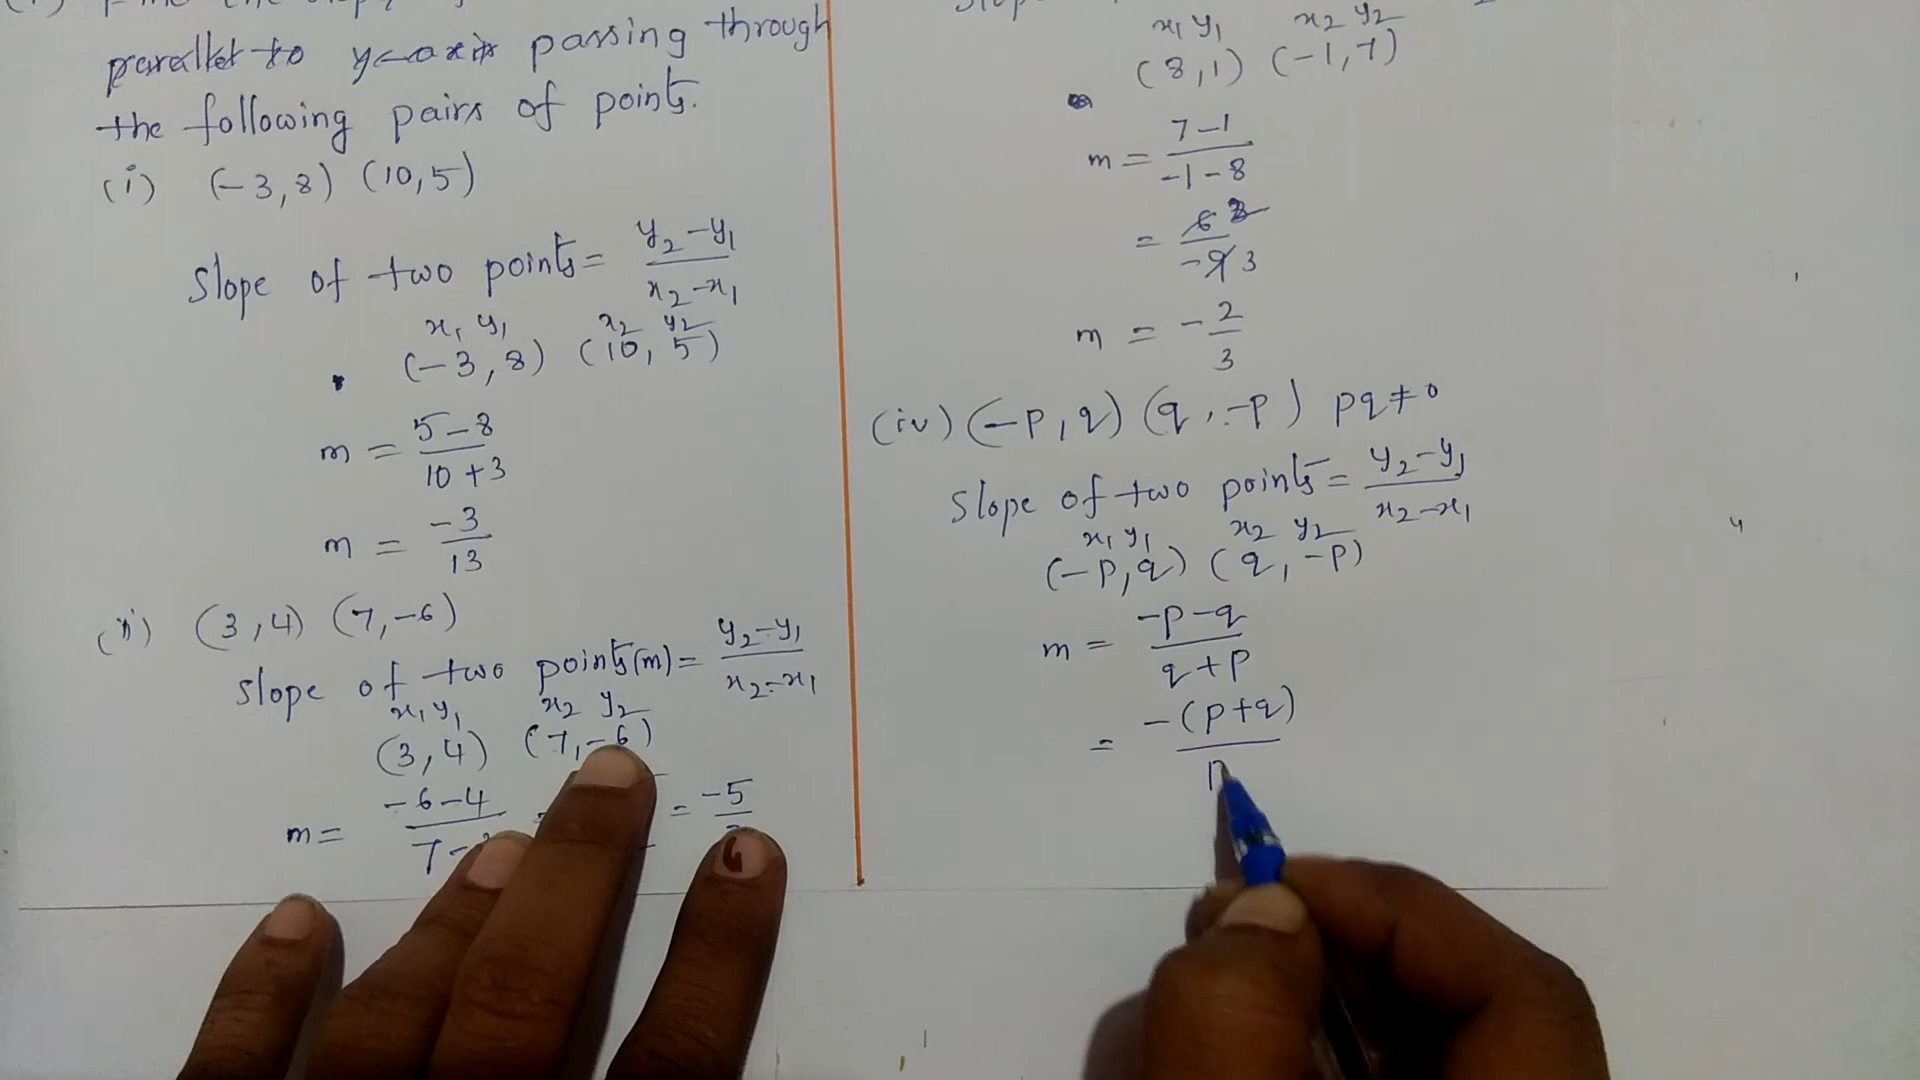 parallel to y-axis passing through
the following pairs of points.
(i) (-3,8) (10,5)
Slope of two points = y₂-y₁ / x₂-x₁
x₁ y₁ x₂ y₂
(-3,8) (10,5)
m = 5-8 / 10+3
m = -3 / 13
(ii) (3,4) (7,-6)
Slope of two points(m) = y₂-y₁ / x₂-x₁
x₁ y₁ x₂ y₂
(3,4) (7,-6)
m = -6-4 / 7- = -5
x₁ y₁ x₂ y₂
(8,1) (-1,7)
m = 7-1 / -1-8
= 6 2 / -9 3
m = -2/3
(iv) (-p,q) (q,-p) pq≠0
Slope of two points = y₂-y₁ / x₂-x₁
x₁ y₁ x₂ y₂
(-p,q) (q,-p)
m = -p-q / q+p
= -(p+q) / p